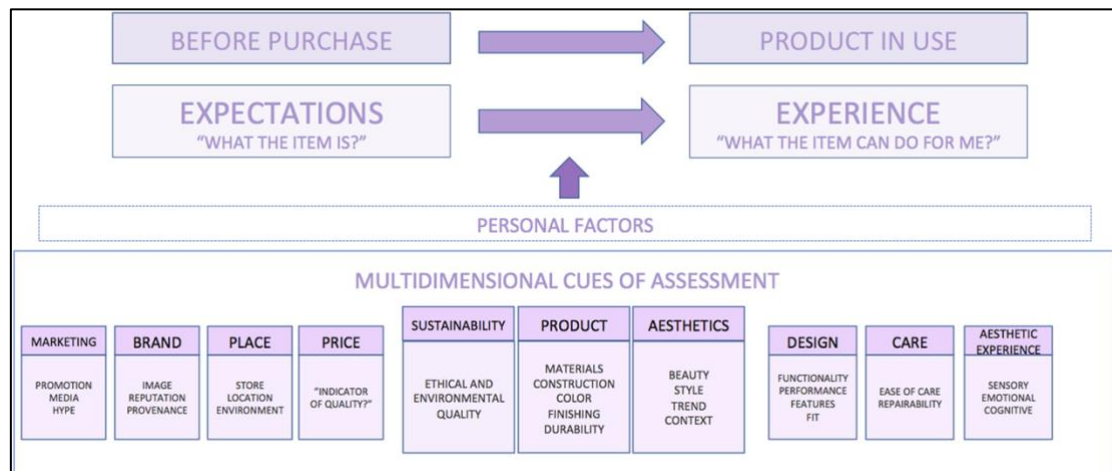 BEFORE PURCHASE
PRODUCT IN USE
EXPECTATIONS
"WHAT THE ITEM IS?"
EXPERIENCE
"WHAT THE ITEM CAN DO FOR ME?"
PERSONAL FACTORS
MULTIDIMENSIONAL CUES OF ASSESSMENT
MARKETING
PROMOTION
MEDIA
HYPE
BRAND
IMAGE
REPUTATION
PROVENANCE
PLACE
STORE
LOCATION
ENVIRONMENT
PRICE
"INDICATOR
OF QUALITY?"
SUSTAINABILITY
ETHICAL AND
ENVIRONMENTAL
QUALITY
PRODUCT
MATERIALS
CONSTRUCTION
COLOR
FINISHING
DURABILITY
AESTHETICS
BEAUTY
STYLE
TREND
CONTEXT
DESIGN
FUNCTIONALITY
PERFORMANCE
FEATURES
FIT
CARE
EASE OF CARE
REPAIRABILITY
AESTHETIC
EXPERIENCE
SENSORY
EMOTIONAL
COGNITIVE